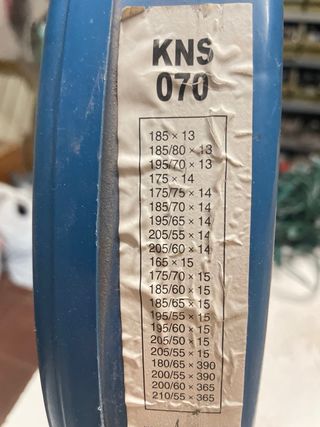 KNS
070
185 × 13
185/80 × 13
195/70 × 13
175 × 14
175/75 × 14
185/70 × 14
195/65 × 14
205/55 × 14
205/60 × 14
165 × 15
175/70 × 15
185/60 × 15
185/65 × 15
195/55 × 15
195/60 × 15
205/50 × 15
205/55 × 15
180/65 × 390
200/55 × 390
200/60 × 365
210/55 × 365